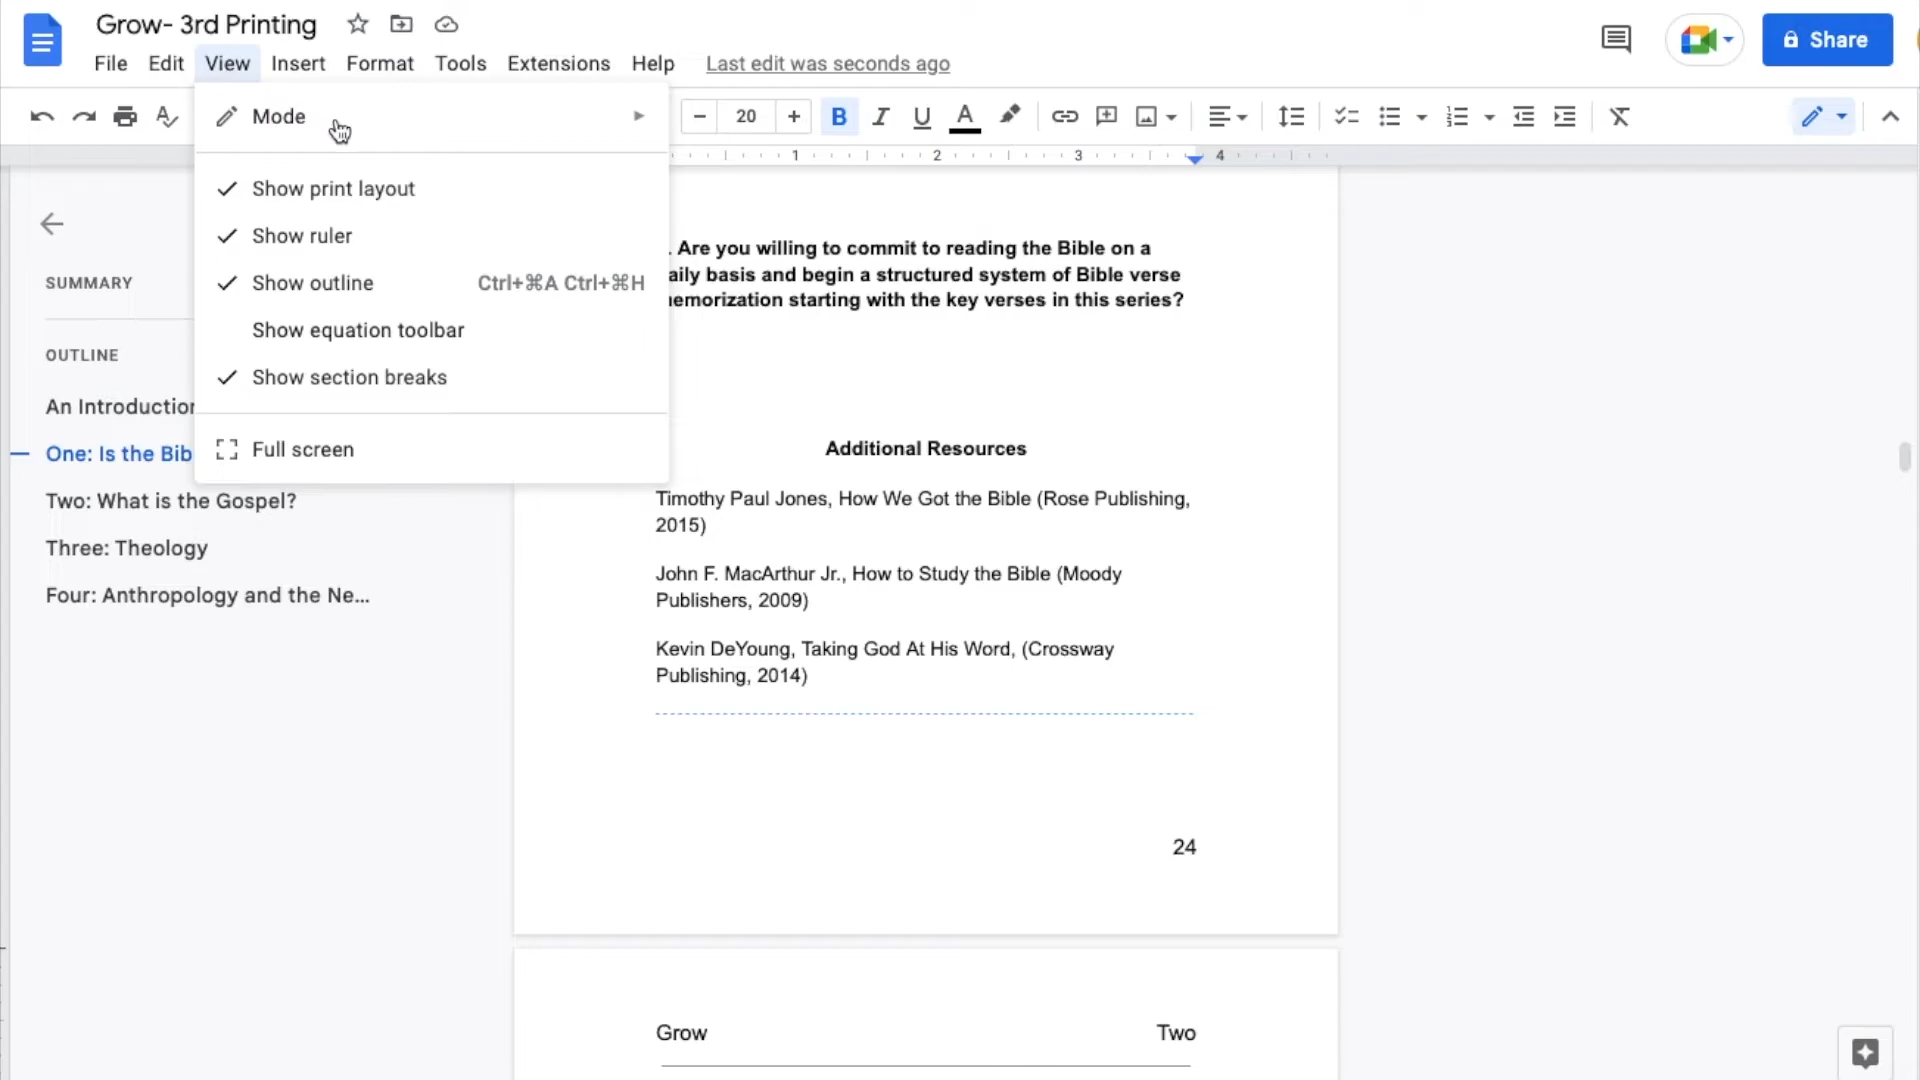 Grow- 3rd Printing
File Edit View Insert Format Tools Extensions Help Last edit was seconds ago
Share
20
Mode
1 2 3 4
Show print layout
Show ruler
Show outline Ctrl+⌘A Ctrl+⌘H
Show equation toolbar
Show section breaks
Full screen
SUMMARY
OUTLINE
An Introduction
One: Is the Bib
Two: What is the Gospel?
Three: Theology
Four: Anthropology and the Ne...
. Are you willing to commit to reading the Bible on a
aily basis and begin a structured system of Bible verse
emorization starting with the key verses in this series?
Additional Resources
Timothy Paul Jones, How We Got the Bible (Rose Publishing,
2015)
John F. MacArthur Jr., How to Study the Bible (Moody
Publishers, 2009)
Kevin DeYoung, Taking God At His Word, (Crossway
Publishing, 2014)
24
Grow Two